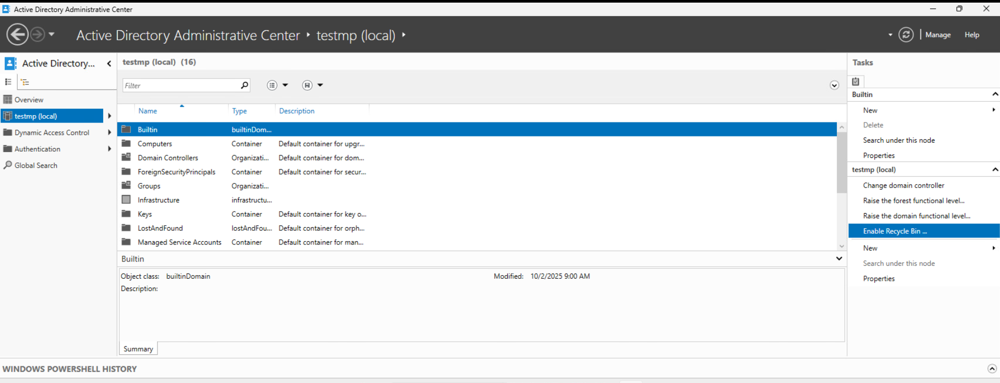 Active Directory Administrative Center
Active Directory Administrative Center • testmp (local) •
Manage Help
Active Directory...
Overview
testmp (local)
Dynamic Access Control
Authentication
Global Search
testmp (local) (16)
Filter
Name Type Description
Builtin builtinDom...
Computers Container Default container for upgr...
Domain Controllers Organizati... Default container for dom...
ForeignSecurityPrincipals Container Default container for secur...
Groups Organizati...
Infrastructure infrastructu...
Keys Container Default container for key o...
LostAndFound lostAndFou... Default container for orph...
Managed Service Accounts Container Default container for man...
Builtin
Object class: builtinDomain Modified: 10/2/2025 9:00 AM
Description:
Summary
Tasks
Builtin
New
Delete
Search under this node
Properties
testmp (local)
Change domain controller
Raise the forest functional level...
Raise the domain functional level...
Enable Recycle Bin ...
New
Search under this node
Properties
WINDOWS POWERSHELL HISTORY